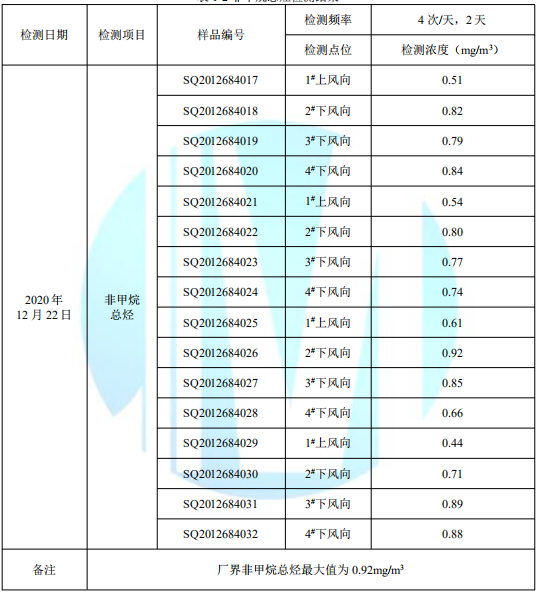 检测日期 检测项目 样品编号 检测频率 4 次/天，2 天
检测点位 检测浓度（mg/m³）
2020 年
12 月 22 日
非甲烷
总烃
SQ2012684017 1#上风向 0.51
SQ2012684018 2#下风向 0.82
SQ2012684019 3#下风向 0.79
SQ2012684020 4#下风向 0.84
SQ2012684021 1#上风向 0.54
SQ2012684022 2#下风向 0.80
SQ2012684023 3#下风向 0.77
SQ2012684024 4#下风向 0.74
SQ2012684025 1#上风向 0.61
SQ2012684026 2#下风向 0.92
SQ2012684027 3#下风向 0.85
SQ2012684028 4#下风向 0.66
SQ2012684029 1#上风向 0.44
SQ2012684030 2#下风向 0.71
SQ2012684031 3#下风向 0.89
SQ2012684032 4#下风向 0.88
备注 厂界非甲烷总烃最大值为 0.92mg/m³